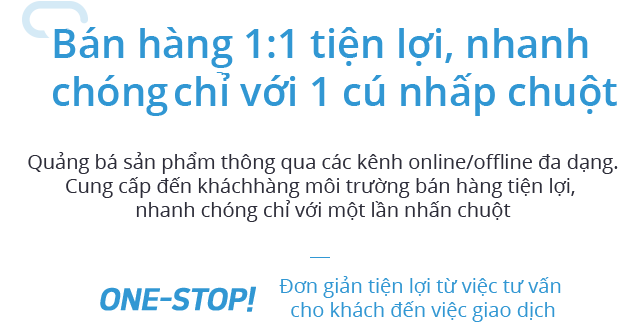 Bán hàng 1:1 tiện lợi, nhanh
chóng chỉ với 1 cú nhấp chuột
Quảng bá sản phẩm thông qua các kênh online/offline đa dạng.
Cung cấp đến kháchhàng môi trường bán hàng tiện lợi,
nhanh chóng chỉ với một lần nhấn chuột
ONE-STOP!
Đơn giản tiện lợi từ việc tư vấn
cho khách đến việc giao dịch